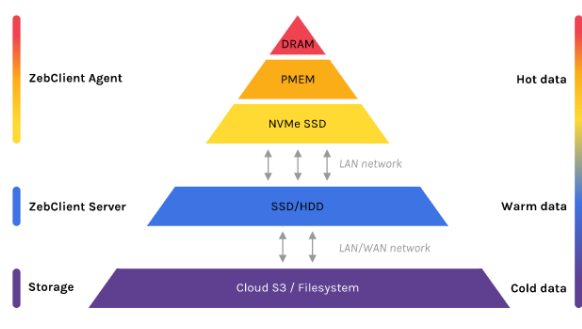 DRAM
ZebClient Agent
PMEM
Hot data
NVMe SSD
LAN network
ZebClient Server
SSD/HDD
Warm data
LAN/WAN network
Storage
Cloud S3 / Filesystem
Cold data